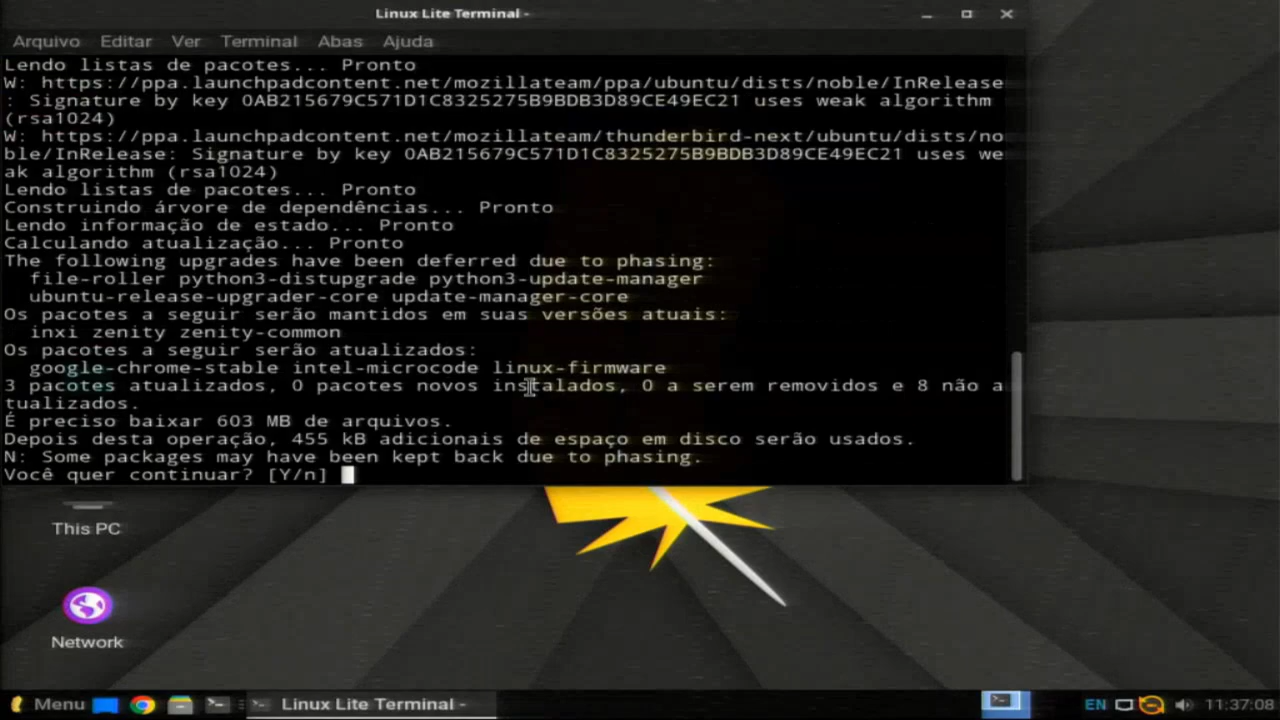 Linux Lite Terminal -
Arquivo Editar Ver Terminal Abas Ajuda
Lendo listas de pacotes... Pronto
W: https://ppa.launchpadcontent.net/mozillateam/ppa/ubuntu/dists/noble/InRelease
: Signature by key 0AB215679C571D1C8325275B9BDB3D89CE49EC21 uses weak algorithm
(rsa1024)
W: https://ppa.launchpadcontent.net/mozillateam/thunderbird-next/ubuntu/dists/no
ble/InRelease: Signature by key 0AB215679C571D1C8325275B9BDB3D89CE49EC21 uses we
ak algorithm (rsa1024)
Lendo listas de pacotes... Pronto
Construindo árvore de dependências... Pronto
Lendo informação de estado... Pronto
Calculando atualização... Pronto
The following upgrades have been deferred due to phasing:
file-roller python3-distupgrade python3-update-manager
ubuntu-release-upgrader-core update-manager-core
Os pacotes a seguir serão mantidos em suas versões atuais:
inxi zenity zenity-common
Os pacotes a seguir serão atualizados:
google-chrome-stable intel-microcode linux-firmware
3 pacotes atualizados, 0 pacotes novos instalados, 0 a serem removidos e 8 não a
tualizados.
É preciso baixar 603 MB de arquivos.
Depois desta operação, 455 kB adicionais de espaço em disco serão usados.
N: Some packages may have been kept back due to phasing.
Você quer continuar? [Y/n]
This PC
Network
Menu
Linux Lite Terminal -
EN
11:37:08